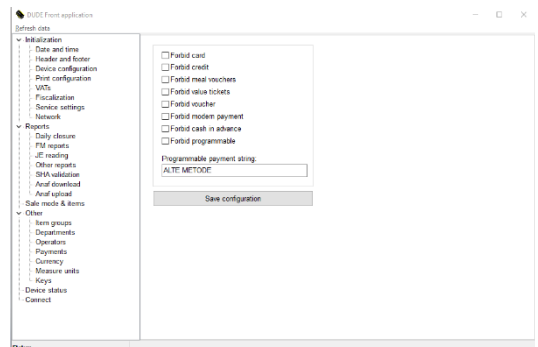 DUDE Front application
Refresh data
Initialization
Date and time
Header and footer
Device configuration
Print configuration
VATs
Fiscalization
Service settings
Network
Reports
Daily closure
FM reports
JE reading
Other reports
SHA validation
Anaf download
Anaf upload
Sale mode & items
Other
Item groups
Departments
Operators
Payments
Currency
Measure units
Keys
Device status
Connect
Forbid card
Forbid credit
Forbid meal vouchers
Forbid value tickets
Forbid voucher
Forbid modern payment
Forbid cash in advance
Forbid programmable
Programmable payment string:
ALTE METODE
Save configuration